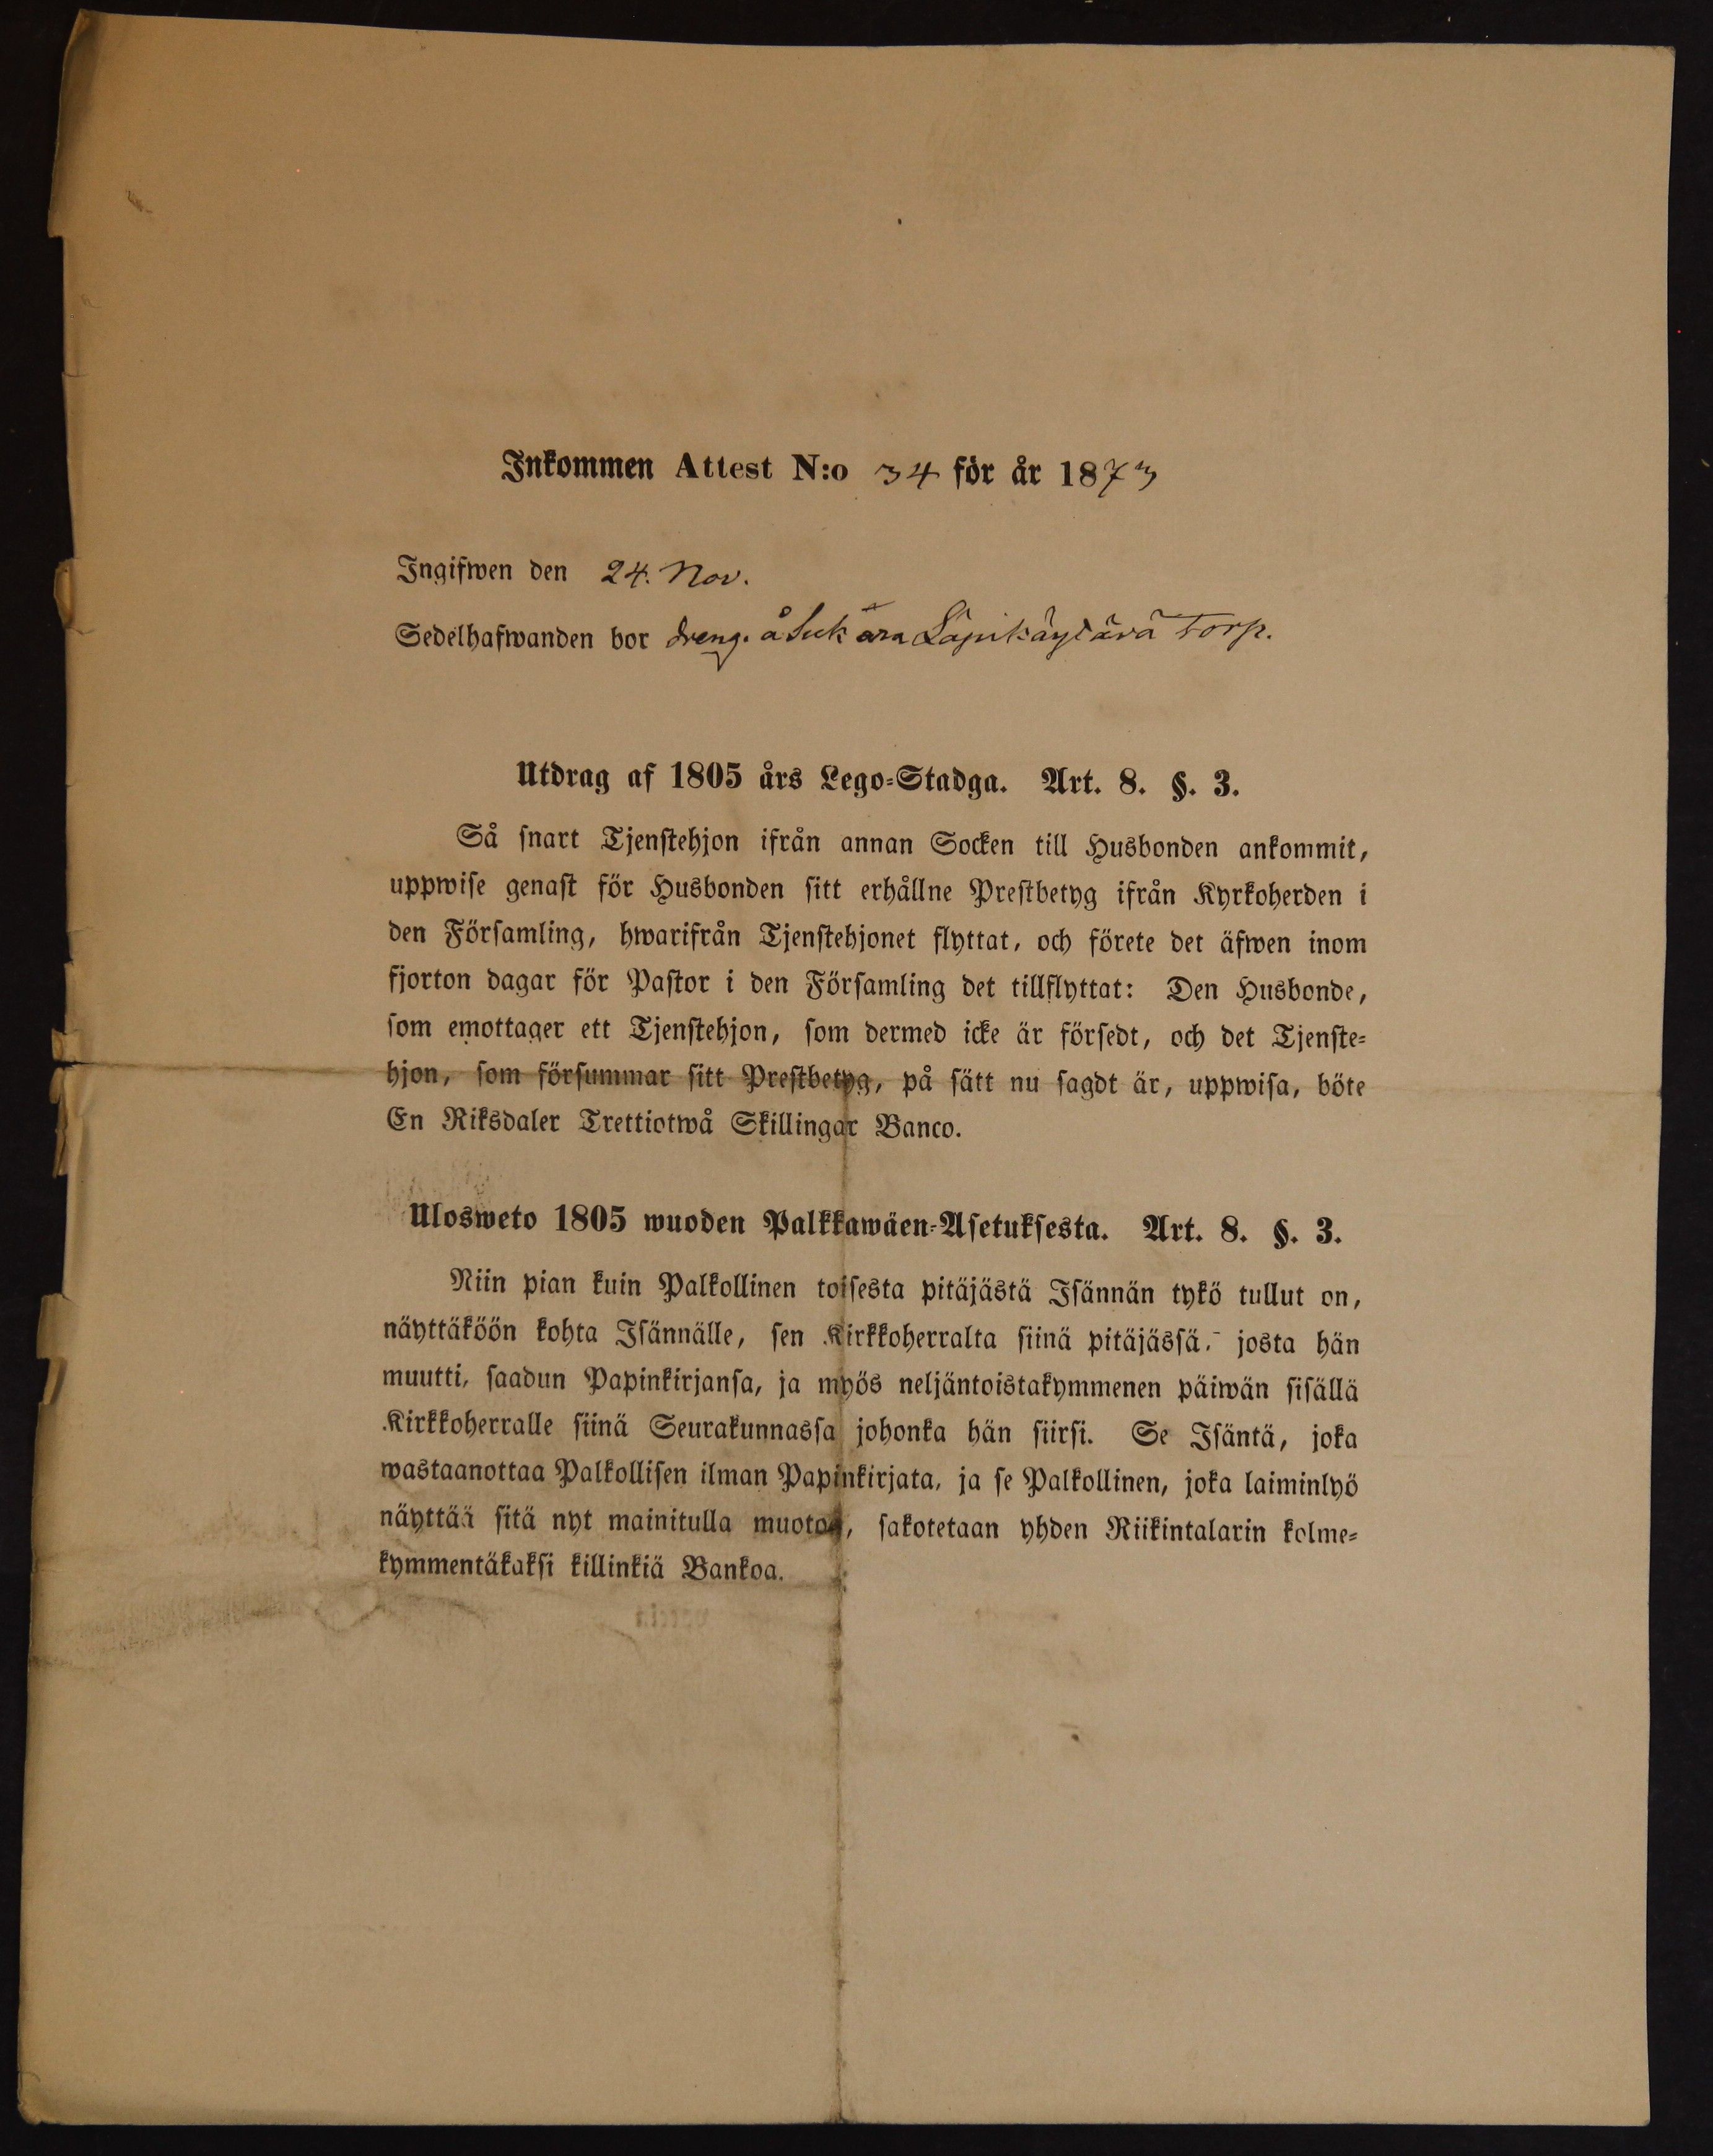 Inkommen Attest N:o 34 för år 1873
Ingifwen den 24. Nov.
Sedelhafwanden bor dreng. å Läpikäytävä Torp.
Utdrag af 1805 års Lego-Stadga. Art. 8. §. 3.
Så snart Tjenstehjon ifrån annan Socken till Husbonden ankommit,
uppwise genast för Husbonden sitt erhållne Prestbetyg ifrån Kyrkoherden i
den Församling, hwarifrån Tjenstehjonet flyttat, och förete det äfwen inom
fjorton dagar för Pastor i den Församling det tillflyttat: Den Husbonde,
som emottager ett Tjenstehjon, som dermed icke är försedt, och det Tjenste-
hjon, som försummar sitt Prestbetyg, på sätt nu sagdt är, uppwisa, böte
En Riksdaler Trettiotwå Skillingar Banco.
Ulosweto 1805 wuoden Palkkawäen-Asetuksesta. Art. 8. §. 3.
Niin pian kuin Palkollinen toisesta pitäjästä Isännän tykö tullut on,
näyttäköön kohta Isännälle, sen Kirkkoherralta siinä pitäjässä, josta hän
muutti, saadun Papinkirjansa, ja myös neljäntoistakymmenen päiwän sisällä
Kirkkoherralle siinä Seurakunnassa johonka hän siirsi. Se Isäntä, joka
wastaanottaa Palkollisen ilman Papinkirjata, ja se Palkollinen, joka laiminlyö
näyttää sitä nyt mainitulla muotoa, sakotetaan yhden Riikintalarin kolme-
kymmentäkaksi killinkiä Bankoa.